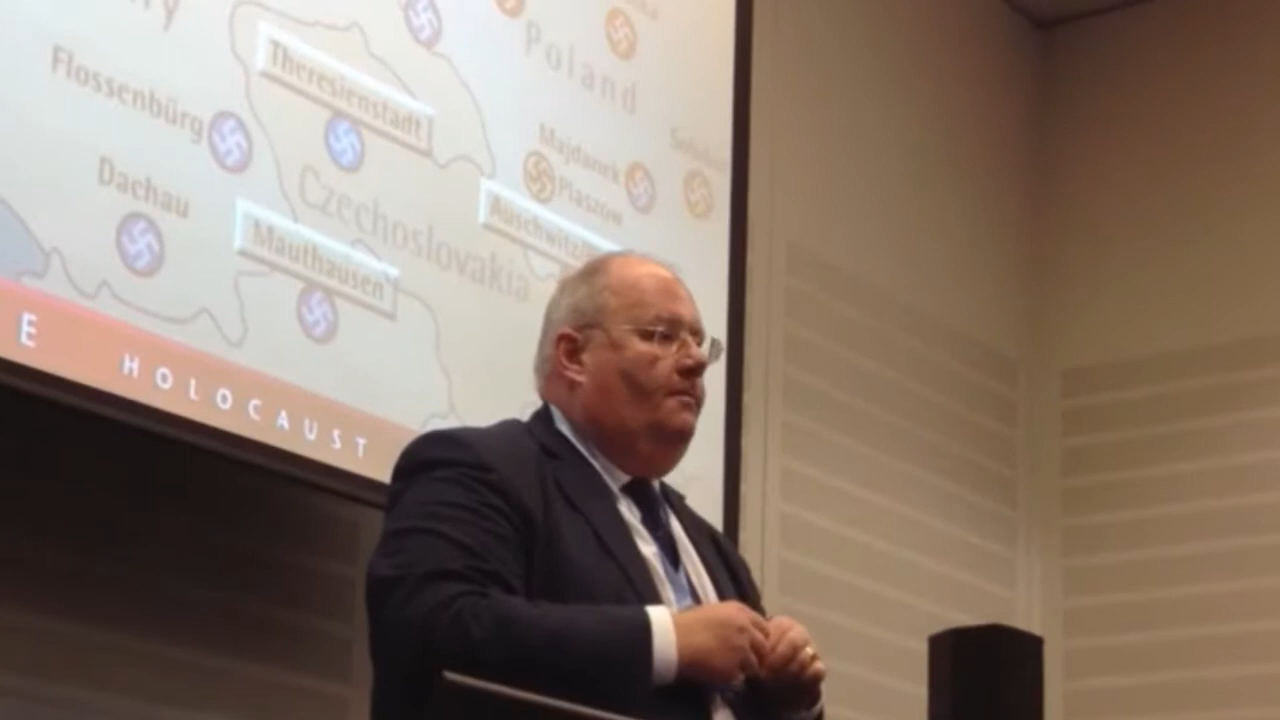 Poland
Theresienstadt
Flossenbürg
Majdanek
Plaszow
Dachau
Czechoslovakia
Auschwitz
Mauthausen
E HOLOCAUST